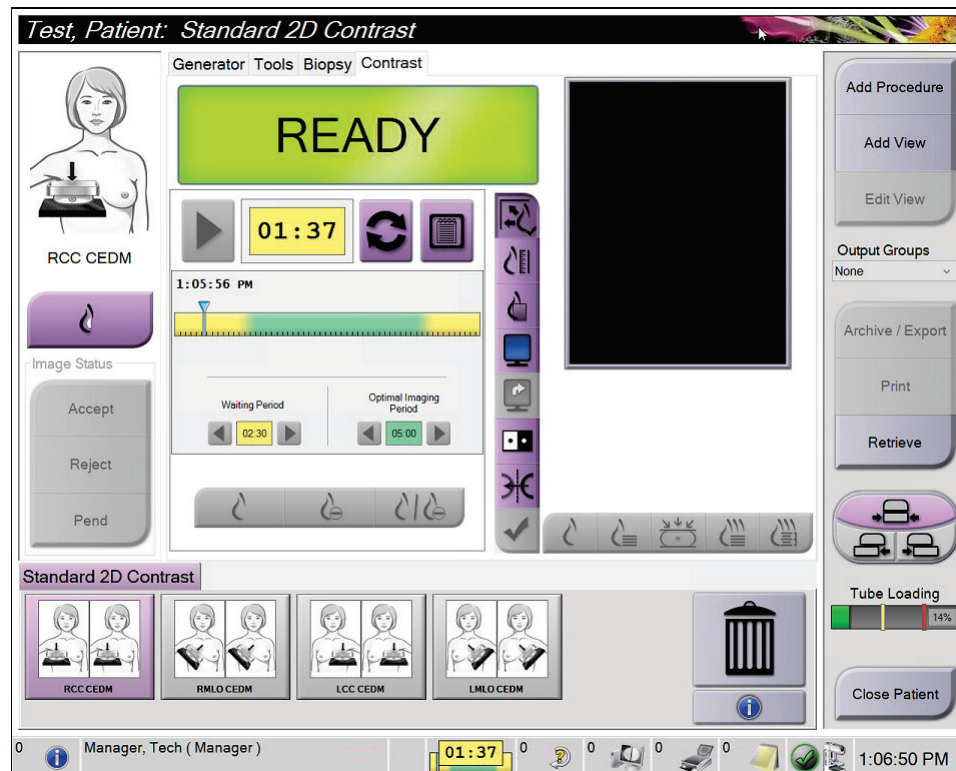 Test, Patient: Standard 2D Contrast
Generator Tools Biopsy Contrast
READY
RCC CEDM
01:37
1:05:56 PM
Waiting Period
Optimal Imaging
Period
02:30
05:00
Image Status
Accept
Reject
Pend
Add Procedure
Add View
Edit View
Output Groups
None
Archive / Export
Print
Retrieve
Tube Loading
14%
Close Patient
Standard 2D Contrast
RCC CEDM
RMLO CEDM
LCC CEDM
LMLO CEDM
0
Manager, Tech ( Manager )
01:37
0
0
0
0
1:06:50 PM